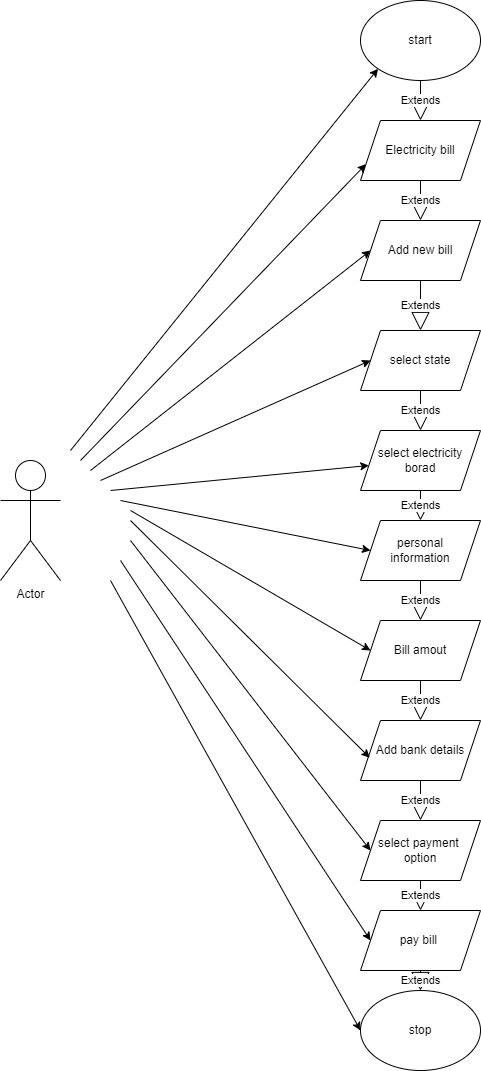 start
Extends
Electricity bill
Extends
Add new bill
Extends
select state
Extends
select electricity
borad
Extends
personal
information
Actor
Extends
Bill amout
Extends
Add bank details
Extends
select payment
option
Extends
pay bill
Extends
stop